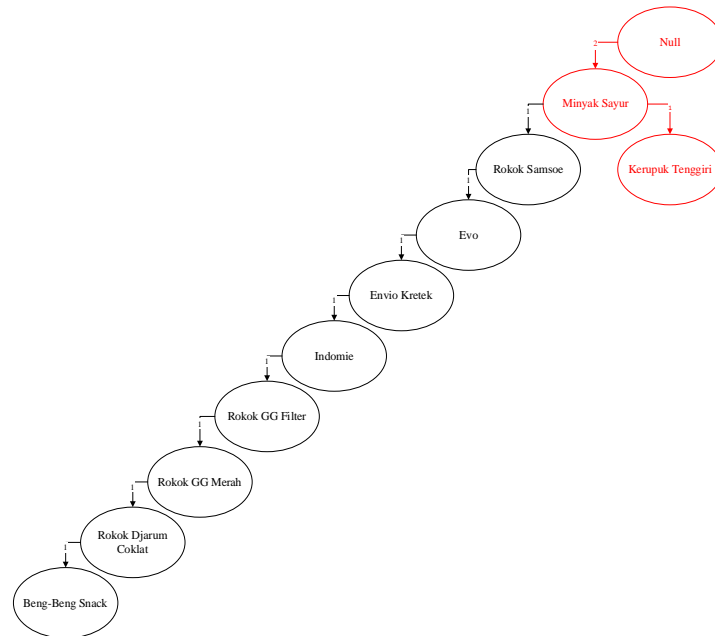 Null
2
Minyak Sayur
1
1
Rokok Samsoe
Kerupuk Tenggiri
1
Evo
1
Envio Kretek
1
Indomie
1
Rokok GG Filter
1
Rokok GG Merah
1
Rokok Djarum
Coklat
1
Beng-Beng Snack